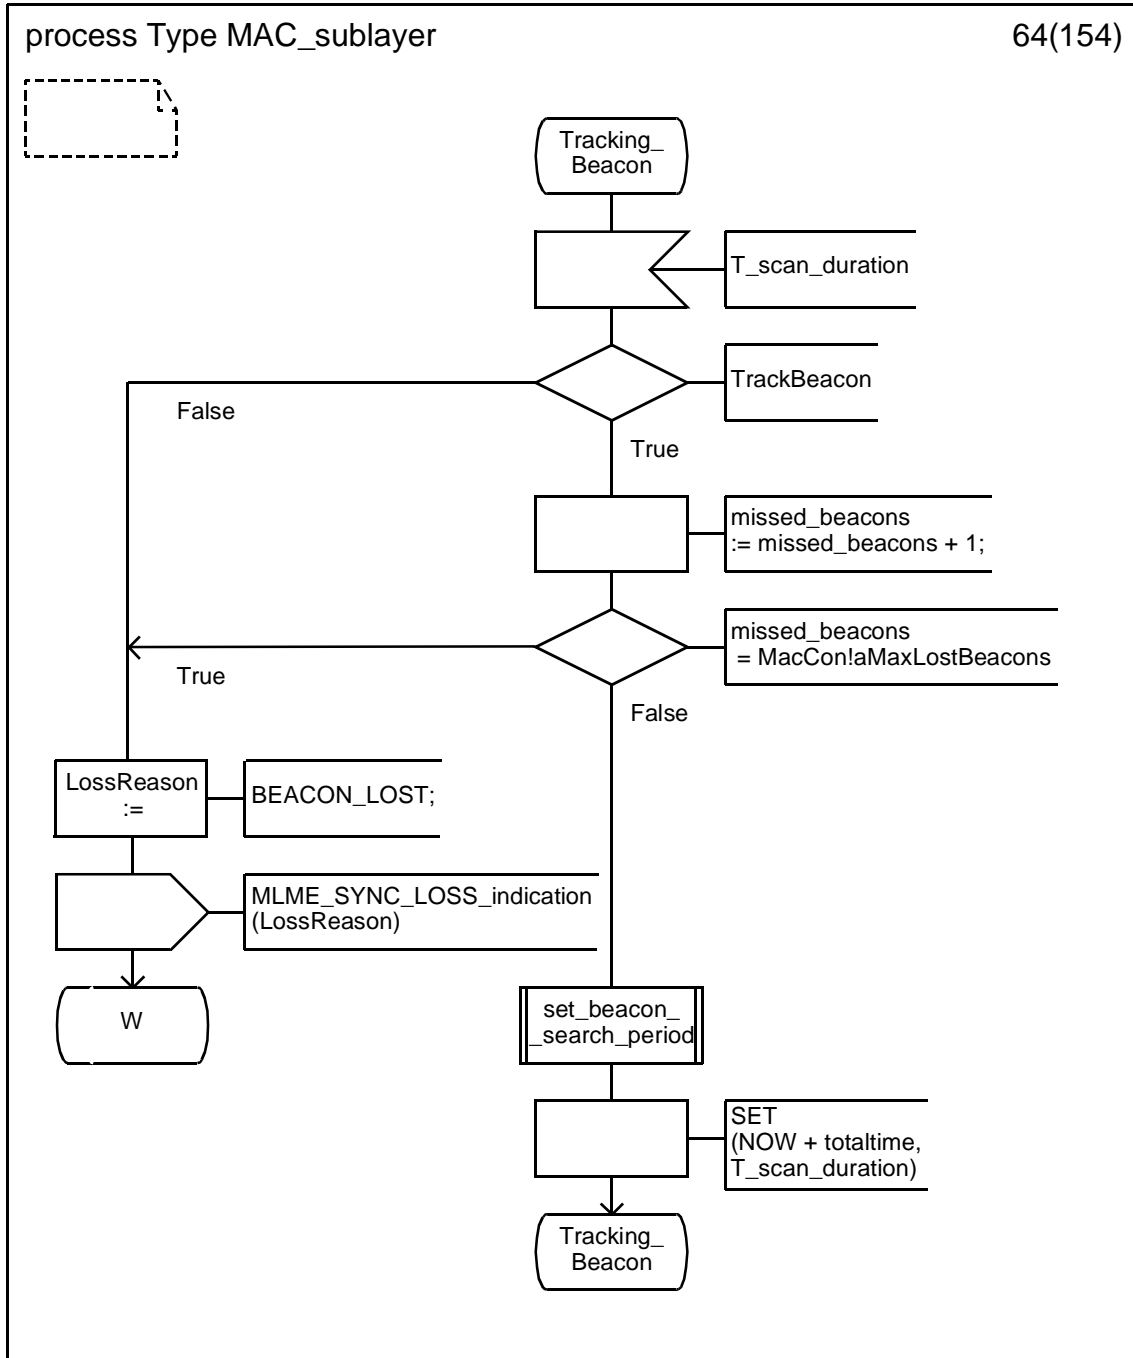 process Type MAC_sublayer
64(154)
Tracking_
Beacon
T_scan_duration
TrackBeacon
False
True
missed_beacons
:= missed_beacons + 1;
missed_beacons
= MacCon!aMaxLostBeacons
True
False
LossReason
:=
BEACON_LOST;
MLME_SYNC_LOSS_indication
(LossReason)
W
set_beacon_
_search_period
SET
(NOW + totaltime,
T_scan_duration)
Tracking_
Beacon